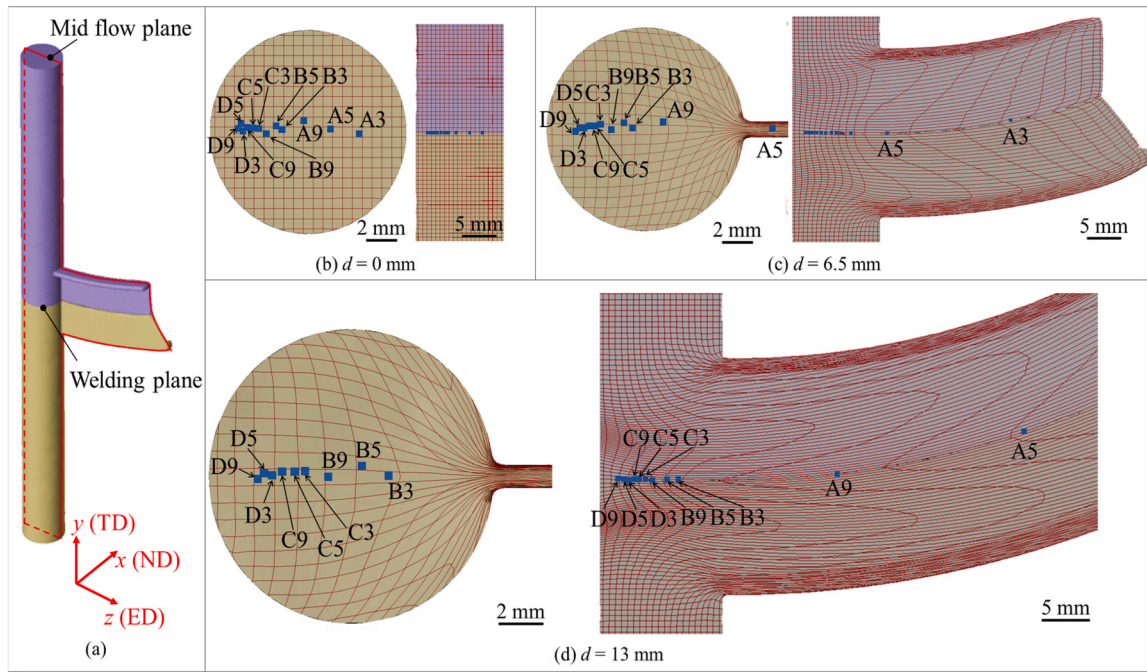 Mid flow plane
Welding plane
y (TD)
x (ND)
z (ED)
(a)
C3 B5 B3
C5
D5
A5 A3
D9
A9
D3
C9 B9
2 mm
5 mm
(b) d = 0 mm
B9B5 B3
D5 C3
A9
D9
D3
C9 C5
A5
2 mm
A5
A3
5 mm
(c) d = 6.5 mm
D5
D9
B9
B5
B3
D3
C9
C5
C3
2 mm
C9 C5 C3
A5
A9
D9 D5 D3 B9 B5 B3
5 mm
(d) d = 13 mm